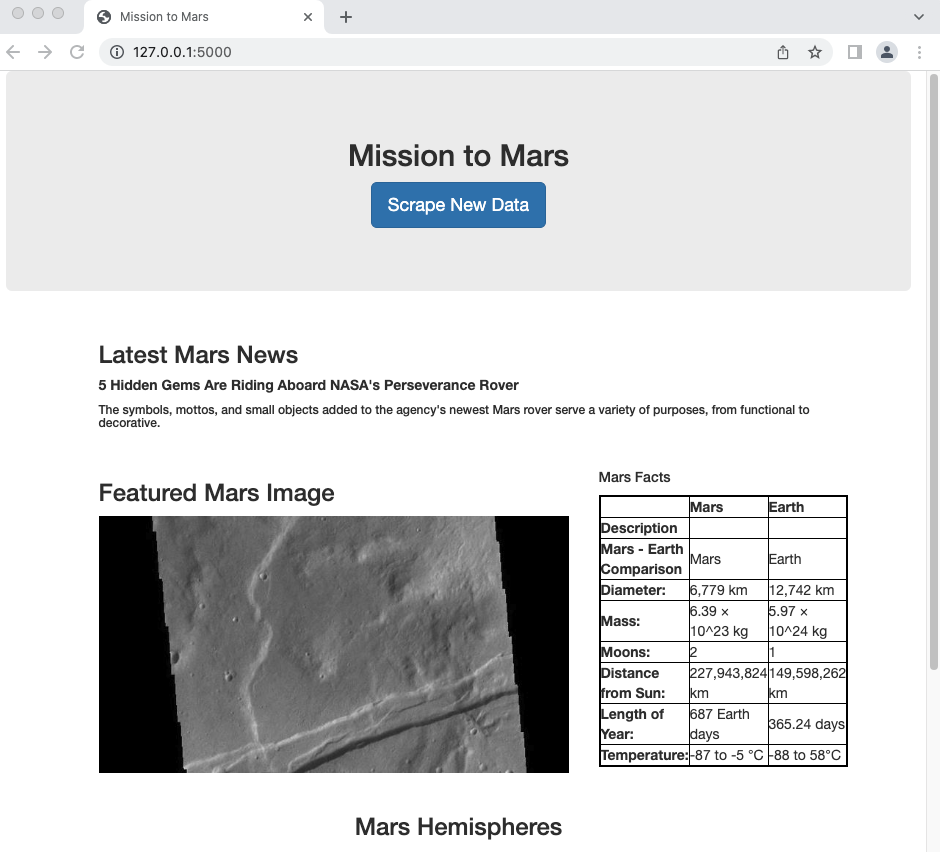 Mission to Mars
127.0.0.1:5000
Mission to Mars
Scrape New Data
Latest Mars News
5 Hidden Gems Are Riding Aboard NASA's Perseverance Rover
The symbols, mottos, and small objects added to the agency's newest Mars rover serve a variety of purposes, from functional to
decorative.
Featured Mars Image
Mars Facts
Mars Earth
Description
Mars - Earth
Comparison Mars Earth
Diameter: 6,779 km 12,742 km
Mass: 6.39 × 5.97 ×
10^23 kg 10^24 kg
Moons: 2 1
Distance 227,943,824 149,598,262
from Sun: km km
Length of 687 Earth 365.24 days
Year: days
Temperature: -87 to -5 °C -88 to 58°C
Mars Hemispheres